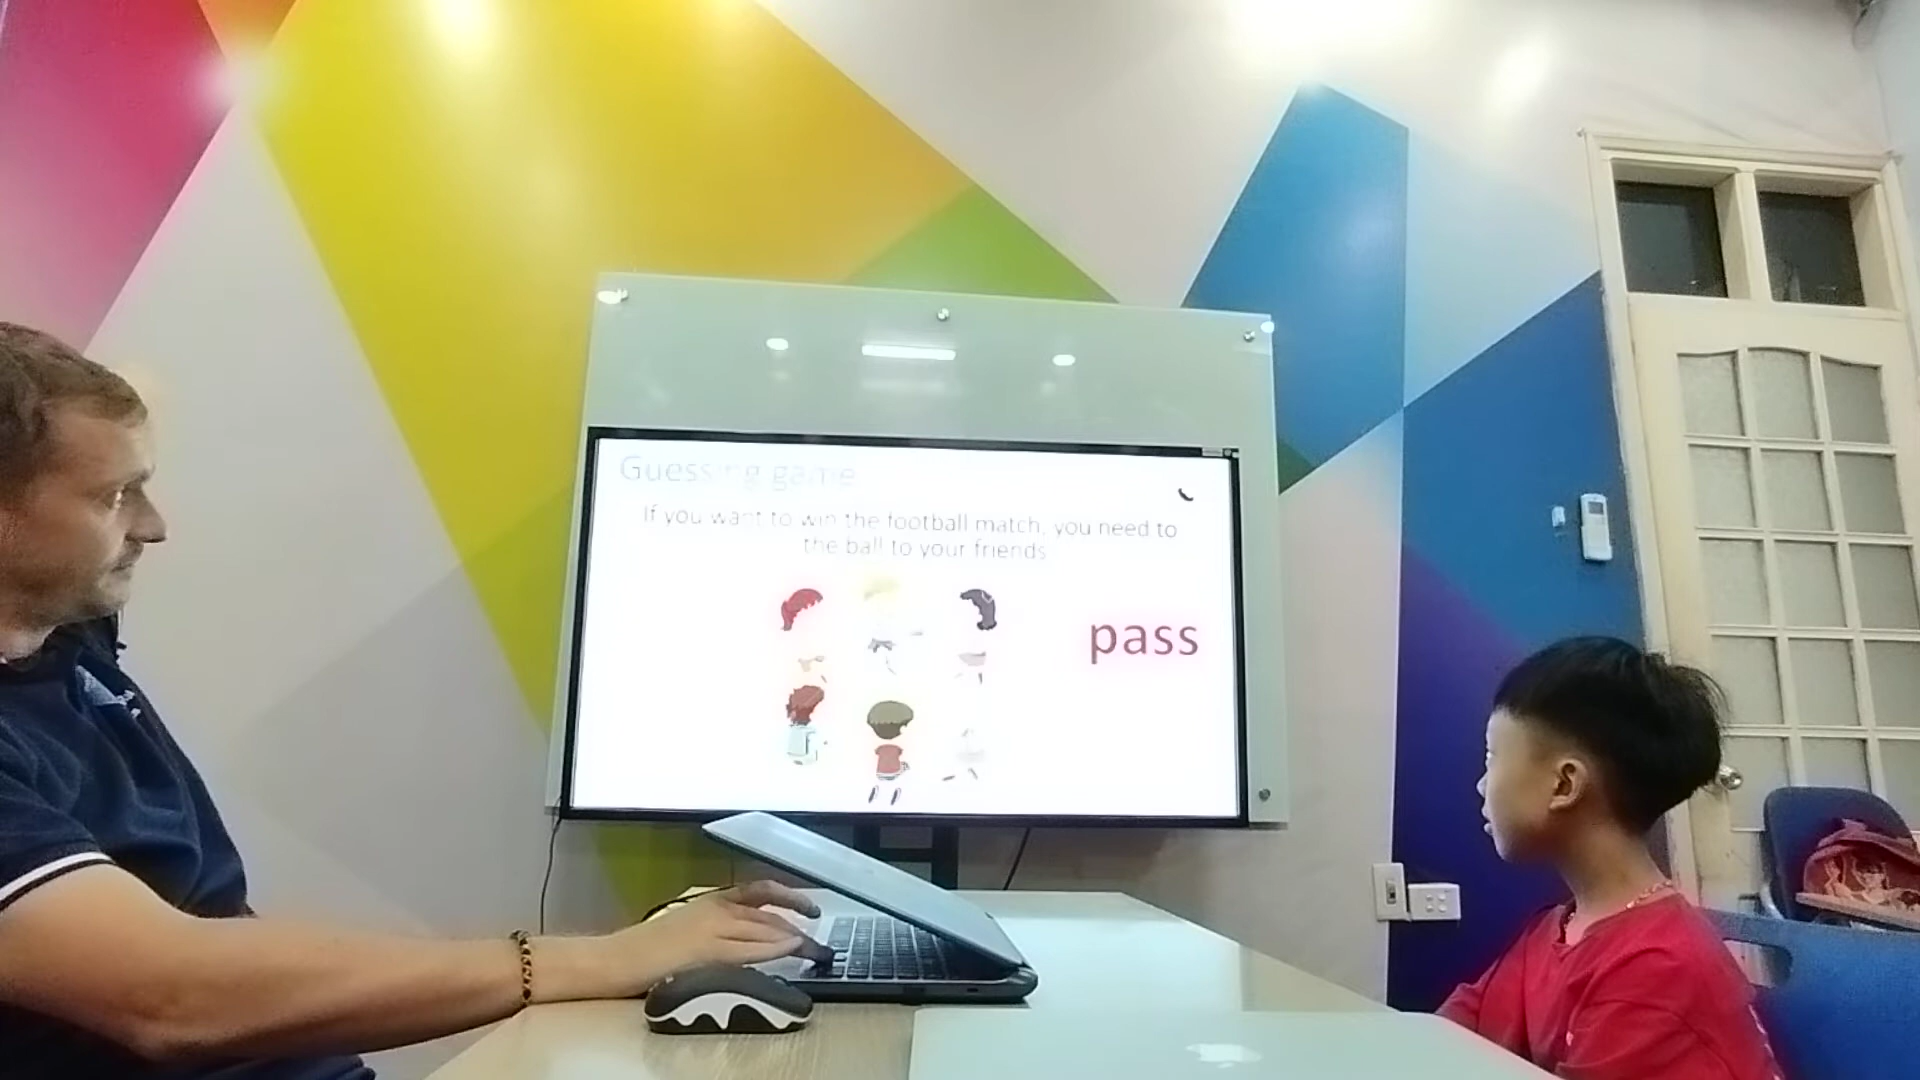 Guessing game
If you want to win the football match, you need to
the ball to your friends
pass